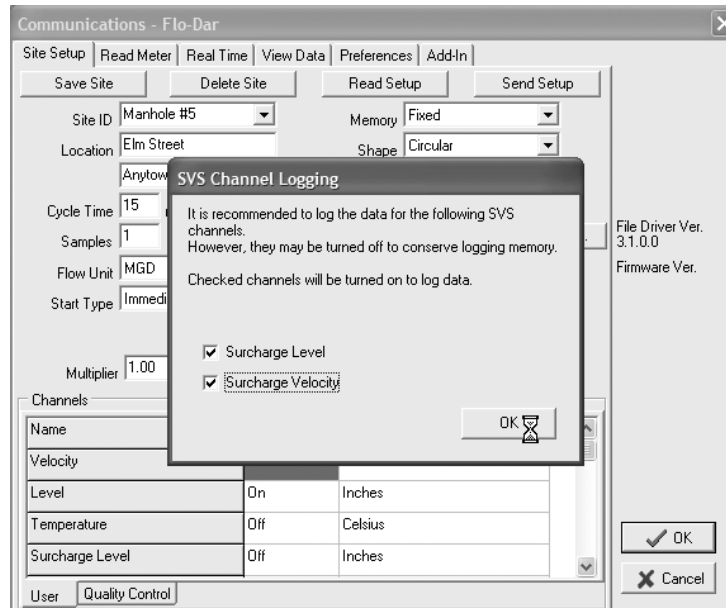 Communications - Flo-Dar
Site Setup Read Meter Real Time View Data Preferences Add-In
Save Site Delete Site Read Setup Send Setup
Site ID Manhole #5 Memory Fixed
Location Elm Street Shape Circular
Anytow
SVS Channel Logging
It is recommended to log the data for the following SVS
channels.
However, they may be turned off to conserve logging memory.
Checked channels will be turned on to log data.
Surcharge Level
Surcharge Velocity
OK
Cycle Time 15
Samples 1
Flow Unit MGD
Start Type Immedi
Multiplier 1.00
File Driver Ver.
3.1.0.0
Firmware Ver.
Channels
Name
Velocity
Level On Inches
Temperature Off Celsius
Surcharge Level Off Inches
User Quality Control
OK
Cancel